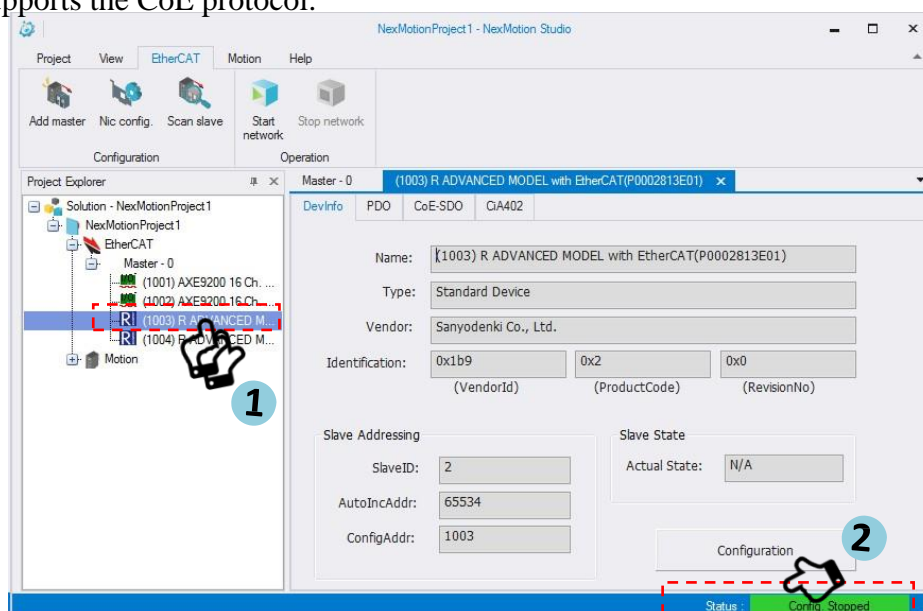 pports the CoE protocol.
NexMotionProject1 - NexMotion Studio
Project View EtherCAT Motion Help
Add master Nic config. Scan slave Start network Stop network
Configuration Operation
Project Explorer
Master - 0 (1003) R ADVANCED MODEL with EtherCAT(P0002813E01)
Solution - NexMotionProject1
NexMotionProject1
EtherCAT
Master - 0
(1001) AXE9200 16 Ch. ...
(1002) AXE9200 16 Ch. ...
(1003) R ADVANCED M...
(1004) R ADVANCED M...
Motion
1
DevInfo PDO CoE-SDO CiA402
Name: (1003) R ADVANCED MODEL with EtherCAT(P0002813E01)
Type: Standard Device
Vendor: Sanyodenki Co., Ltd.
Identification: 0x1b9 0x2 0x0
(VendorId) (ProductCode) (RevisionNo)
Slave Addressing Slave State
SlaveID: 2 Actual State: N/A
AutoIncAddr: 65534
ConfigAddr: 1003
Configuration 2
Status : Config. Stopped